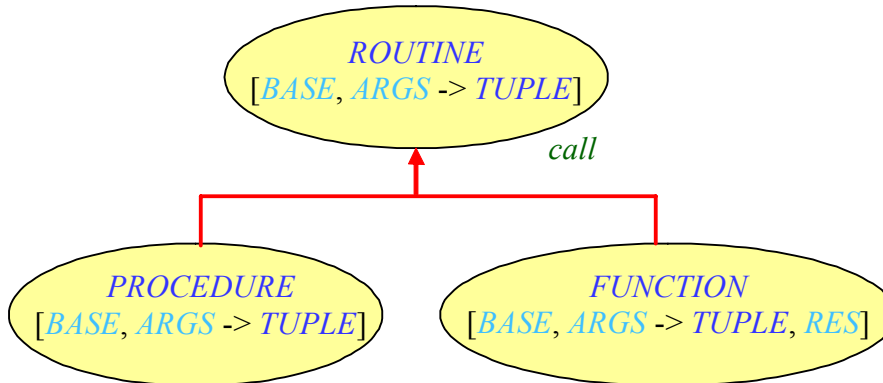 ROUTINE
[BASE, ARGS -> TUPLE]
call
PROCEDURE
[BASE, ARGS -> TUPLE]
FUNCTION
[BASE, ARGS -> TUPLE, RES]